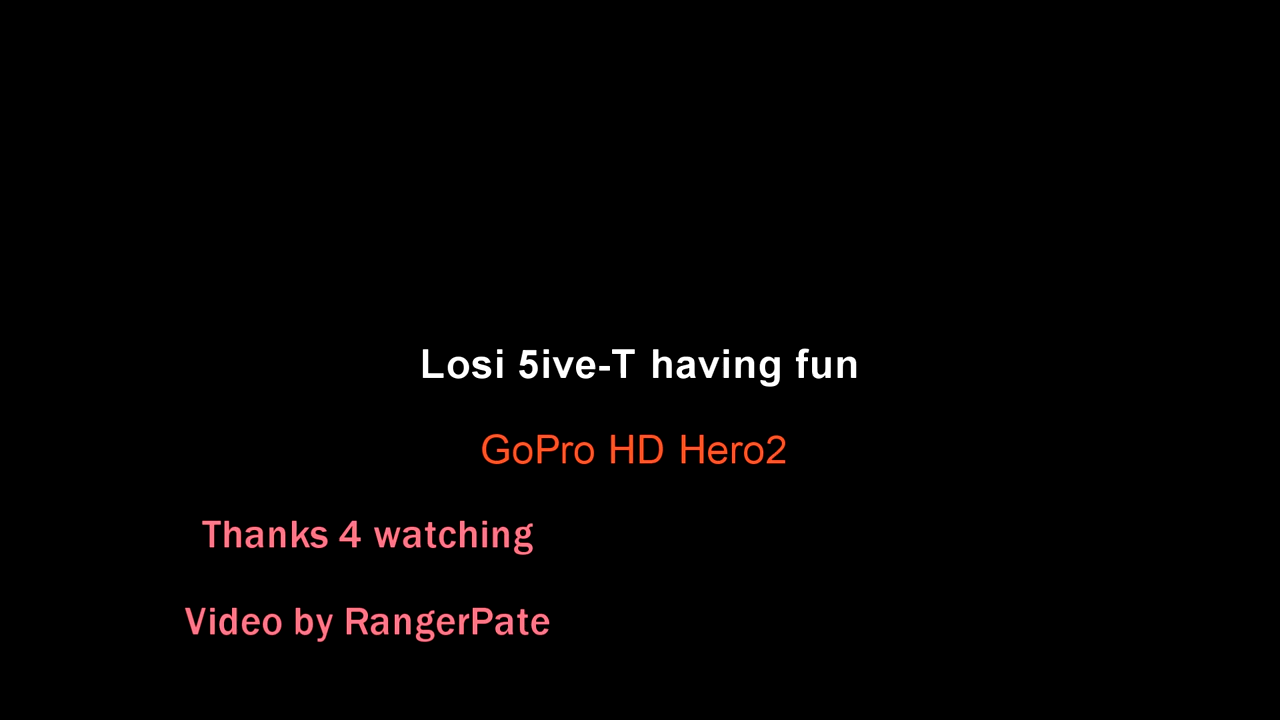 Losi 5ive-T having fun
GoPro HD Hero2
Thanks 4 watching
Video by RangerPate